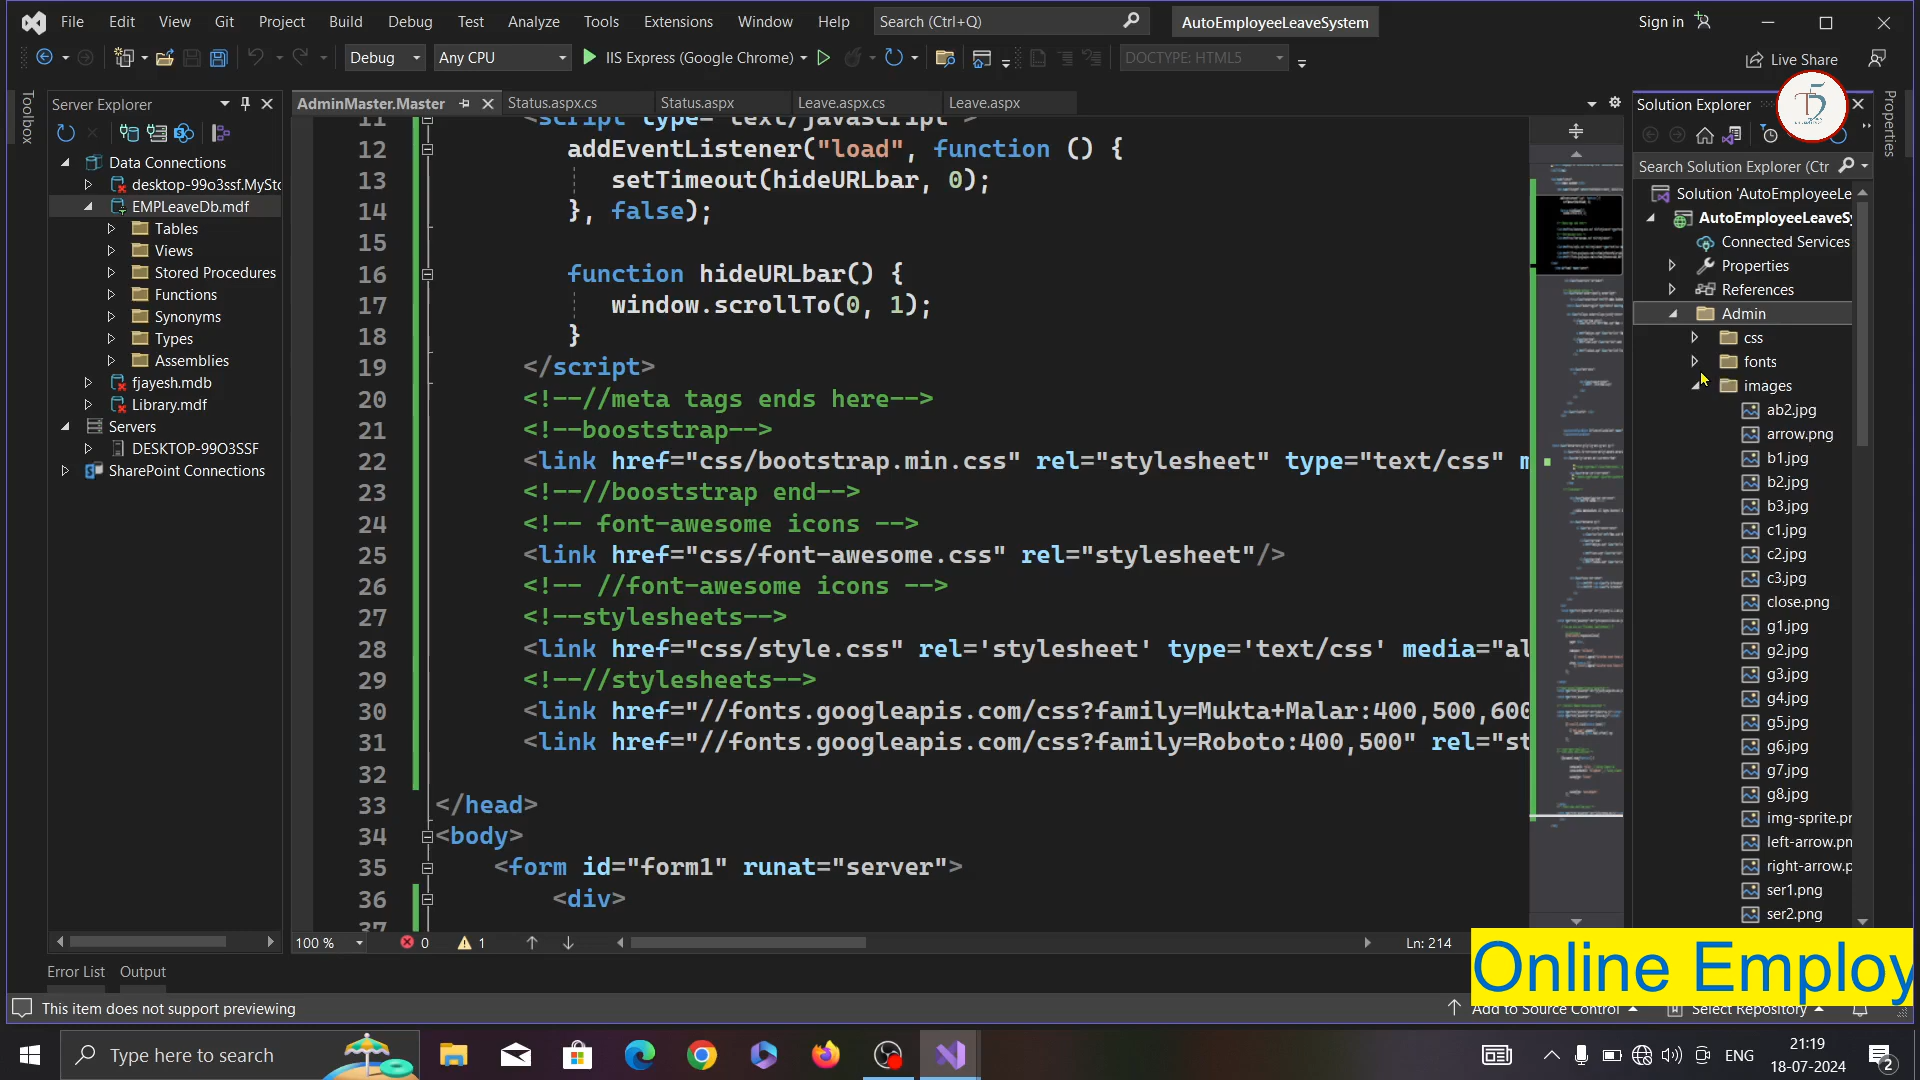 File Edit View Git Project Build Debug Test Analyze Tools Extensions Window Help Search (Ctrl+Q) AutoEmployeeLeaveSystem Sign in
Debug Any CPU IIS Express (Google Chrome) DOCTYPE: HTML5 Live Share
Toolbox
Server Explorer
Data Connections
desktop-99o3ssf.MySto
EMPLeaveDb.mdf
Tables
Views
Stored Procedures
Functions
Synonyms
Types
Assemblies
fjayesh.mdb
Library.mdf
Servers
DESKTOP-99O3SSF
SharePoint Connections
AdminMaster.Master Status.aspx.cs Status.aspx Leave.aspx.cs Leave.aspx
11 <script type="text/javascript">
12 addEventListener("load", function () {
13 setTimeout(hideURLbar, 0);
14 }, false);
15
16 function hideURLbar() {
17 window.scrollTo(0, 1);
18 }
19 </script>
20 <!--//meta tags ends here-->
21 <!--booststrap-->
22 <link href="css/bootstrap.min.css" rel="stylesheet" type="text/css" m
23 <!--//booststrap end-->
24 <!-- font-awesome icons -->
25 <link href="css/font-awesome.css" rel="stylesheet"/>
26 <!-- //font-awesome icons -->
27 <!--stylesheets-->
28 <link href="css/style.css" rel='stylesheet' type='text/css' media="al
29 <!--//stylesheets-->
30 <link href="//fonts.googleapis.com/css?family=Mukta+Malar:400,500,600
31 <link href="//fonts.googleapis.com/css?family=Roboto:400,500" rel="st
32
33 </head>
34 <body>
35 <form id="form1" runat="server">
36 <div>
37
100 % 0 1 Ln: 214
Solution Explorer
Search Solution Explorer (Ctr
Solution 'AutoEmployeeLe
AutoEmployeeLeaveSy
Connected Services
Properties
References
Admin
css
fonts
images
ab2.jpg
arrow.png
b1.jpg
b2.jpg
b3.jpg
c1.jpg
c2.jpg
c3.jpg
close.png
g1.jpg
g2.jpg
g3.jpg
g4.jpg
g5.jpg
g6.jpg
g7.jpg
g8.jpg
img-sprite.pr
left-arrow.pn
right-arrow.p
ser1.png
ser2.png
Properties
Online Employ
Error List Output
This item does not support previewing Add to Source Control Select Repository
Type here to search ENG 21:19
18-07-2024 2